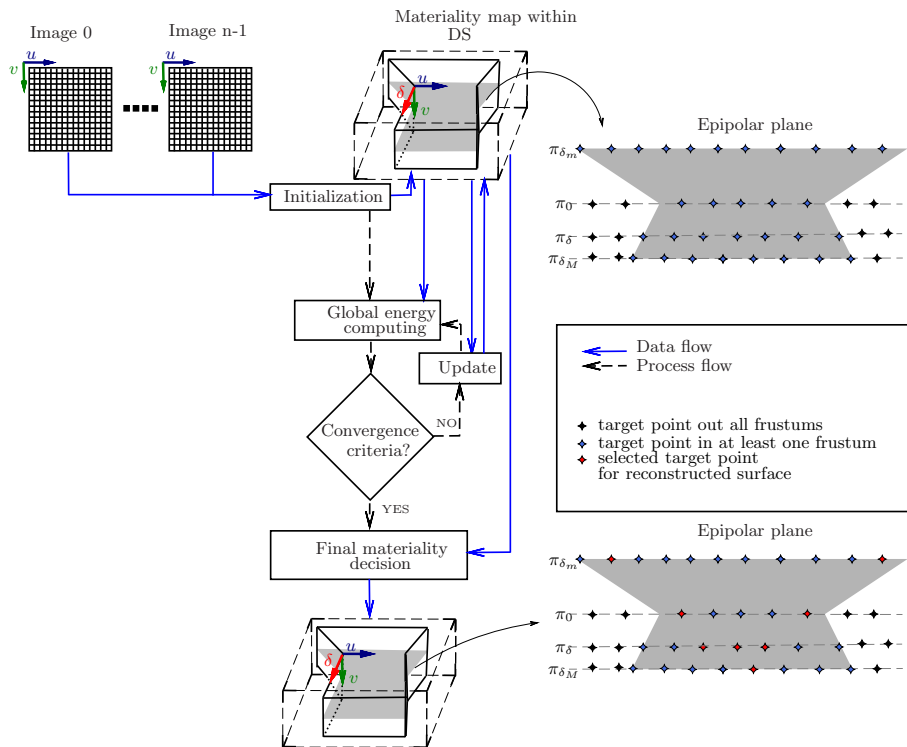 Image 0
Image n-1
Materiality map within
DS
u
v
u
v
u
δ
v
Epipolar plane
π_{δ_m}
π_0
π_δ
π_{δ_M}
Initialization
Global energy
computing
Update
NO
Convergence
criteria?
YES
Final materiality
decision
Data flow
Process flow
target point out all frustums
target point in at least one frustum
selected target point
for reconstructed surface
Epipolar plane
π_{δ_m}
π_0
π_δ
π_{δ_M}
u
δ
v